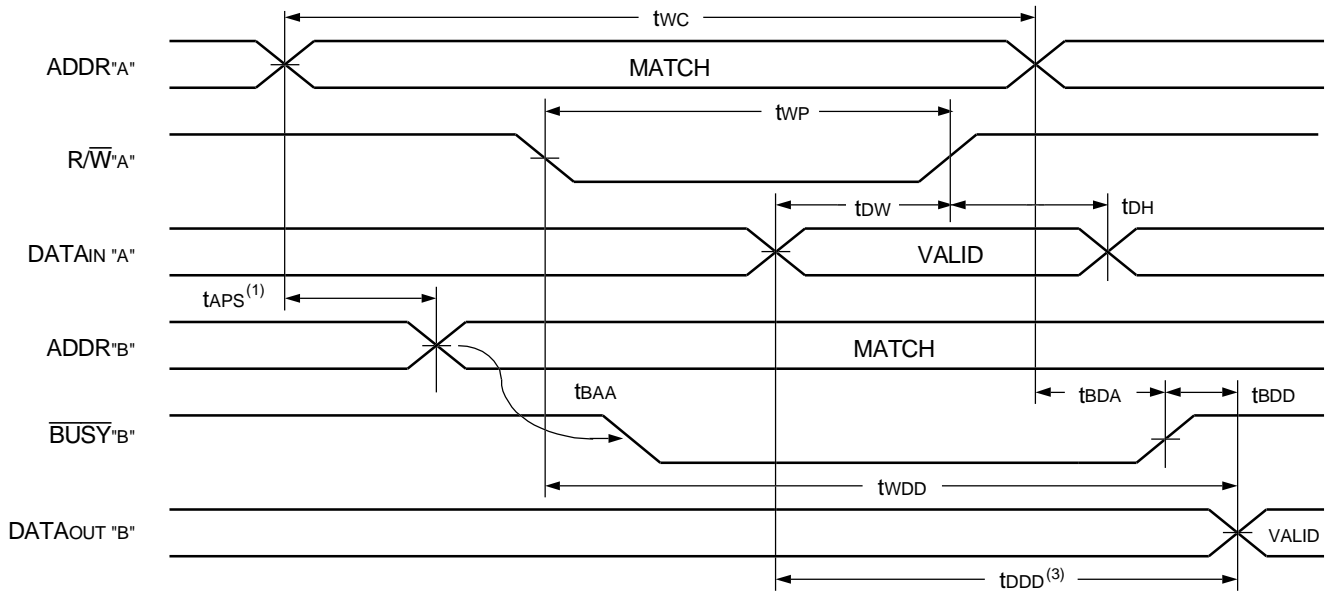 tWC
ADDR"A"
MATCH
tWP
R/W"A"
tDW
tDH
DATAIN "A"
VALID
tAPS(1)
ADDR"B"
MATCH
tBAA
tBDA
tBDD
BUSY"B"
tWDD
DATAOUT "B"
VALID
tDDD(3)